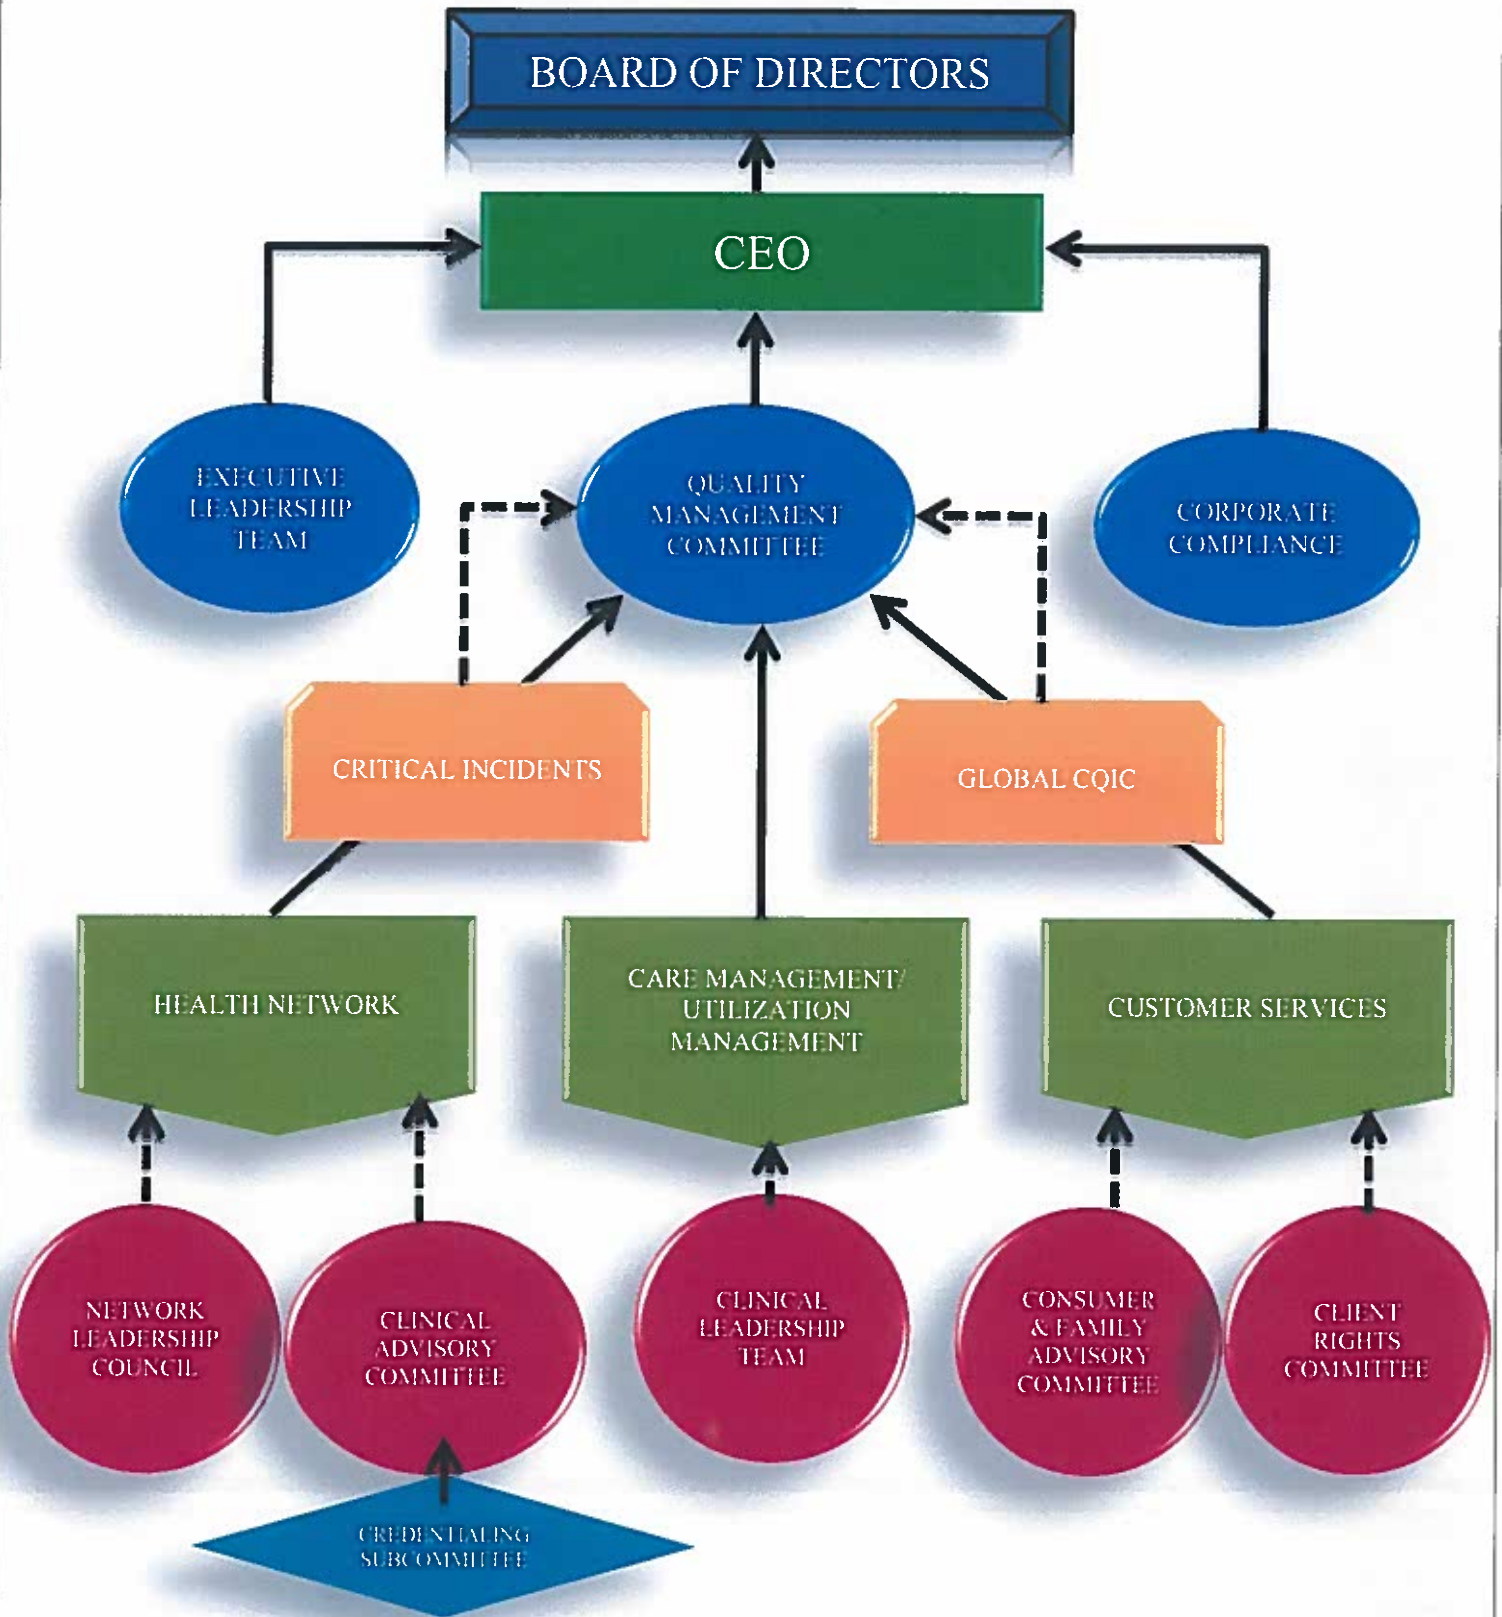 BOARD OF DIRECTORS
CEO
EXECUTIVE
LEADERSHIP
TEAM
QUALITY
MANAGEMENT
COMMITTEE
CORPORATE
COMPLIANCE
CRITICAL INCIDENTS
GLOBAL CQIC
HEALTH NETWORK
CARE MANAGEMENT/
UTILIZATION
MANAGEMENT
CUSTOMER SERVICES
NETWORK
LEADERSHIP
COUNCIL
CLINICAL
ADVISORY
COMMITTEE
CLINICAL
LEADERSHIP
TEAM
CONSUMER
& FAMILY
ADVISORY
COMMITTEE
CLIENT
RIGHTS
COMMITTEE
CREDENTIALING
SUBCOMMITTEE